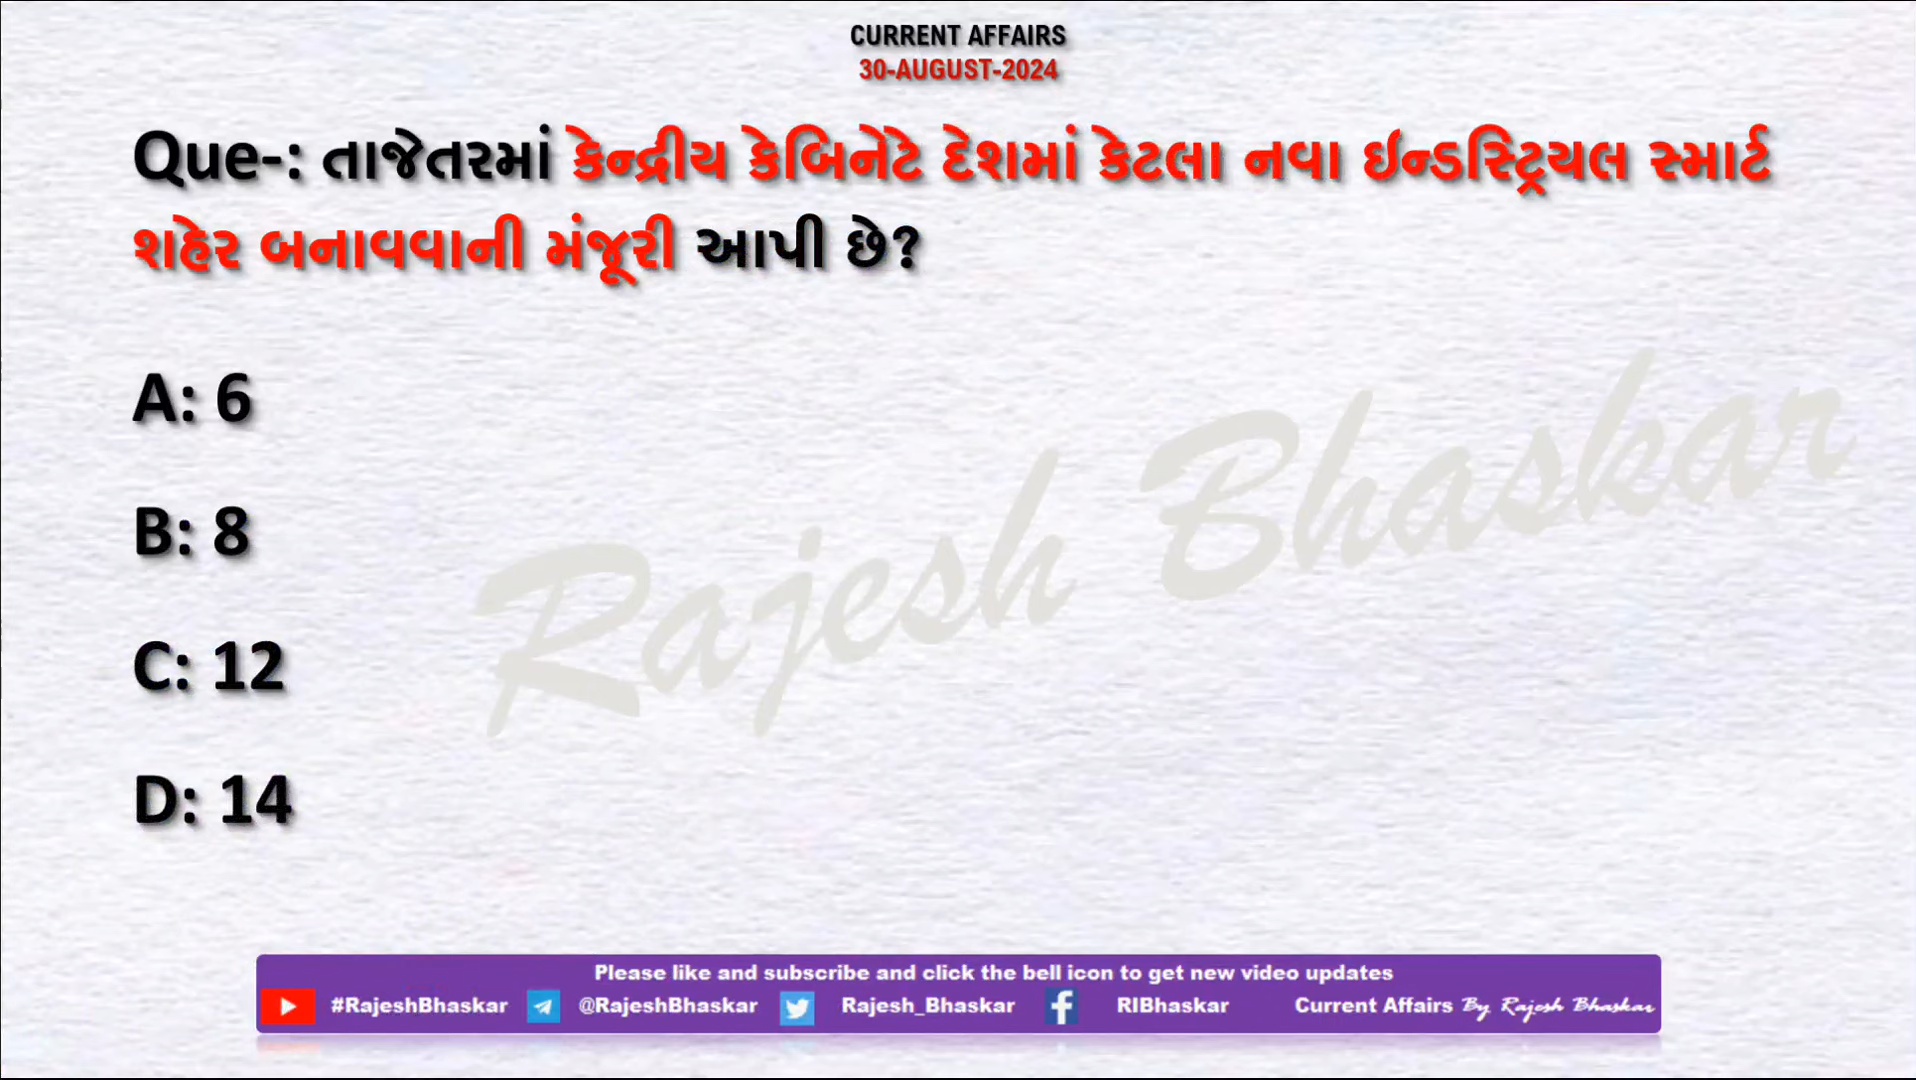 CURRENT AFFAIRS
30-AUGUST-2024
Que-: તાજેતરમાં કેન્દ્રીય કેબિનેટે દેશમાં કેટલા નવા ઇન્ડસ્ટ્રિયલ સ્માર્ટ
શહેર બનાવવાની મંજૂરી આપી છે?
A: 6
B: 8
C: 12
D: 14
Rajesh Bhaskar
Please like and subscribe and click the bell icon to get new video updates
#RajeshBhaskar @RajeshBhaskar Rajesh_Bhaskar RIBhaskar Current Affairs By Rajesh Bhaskar